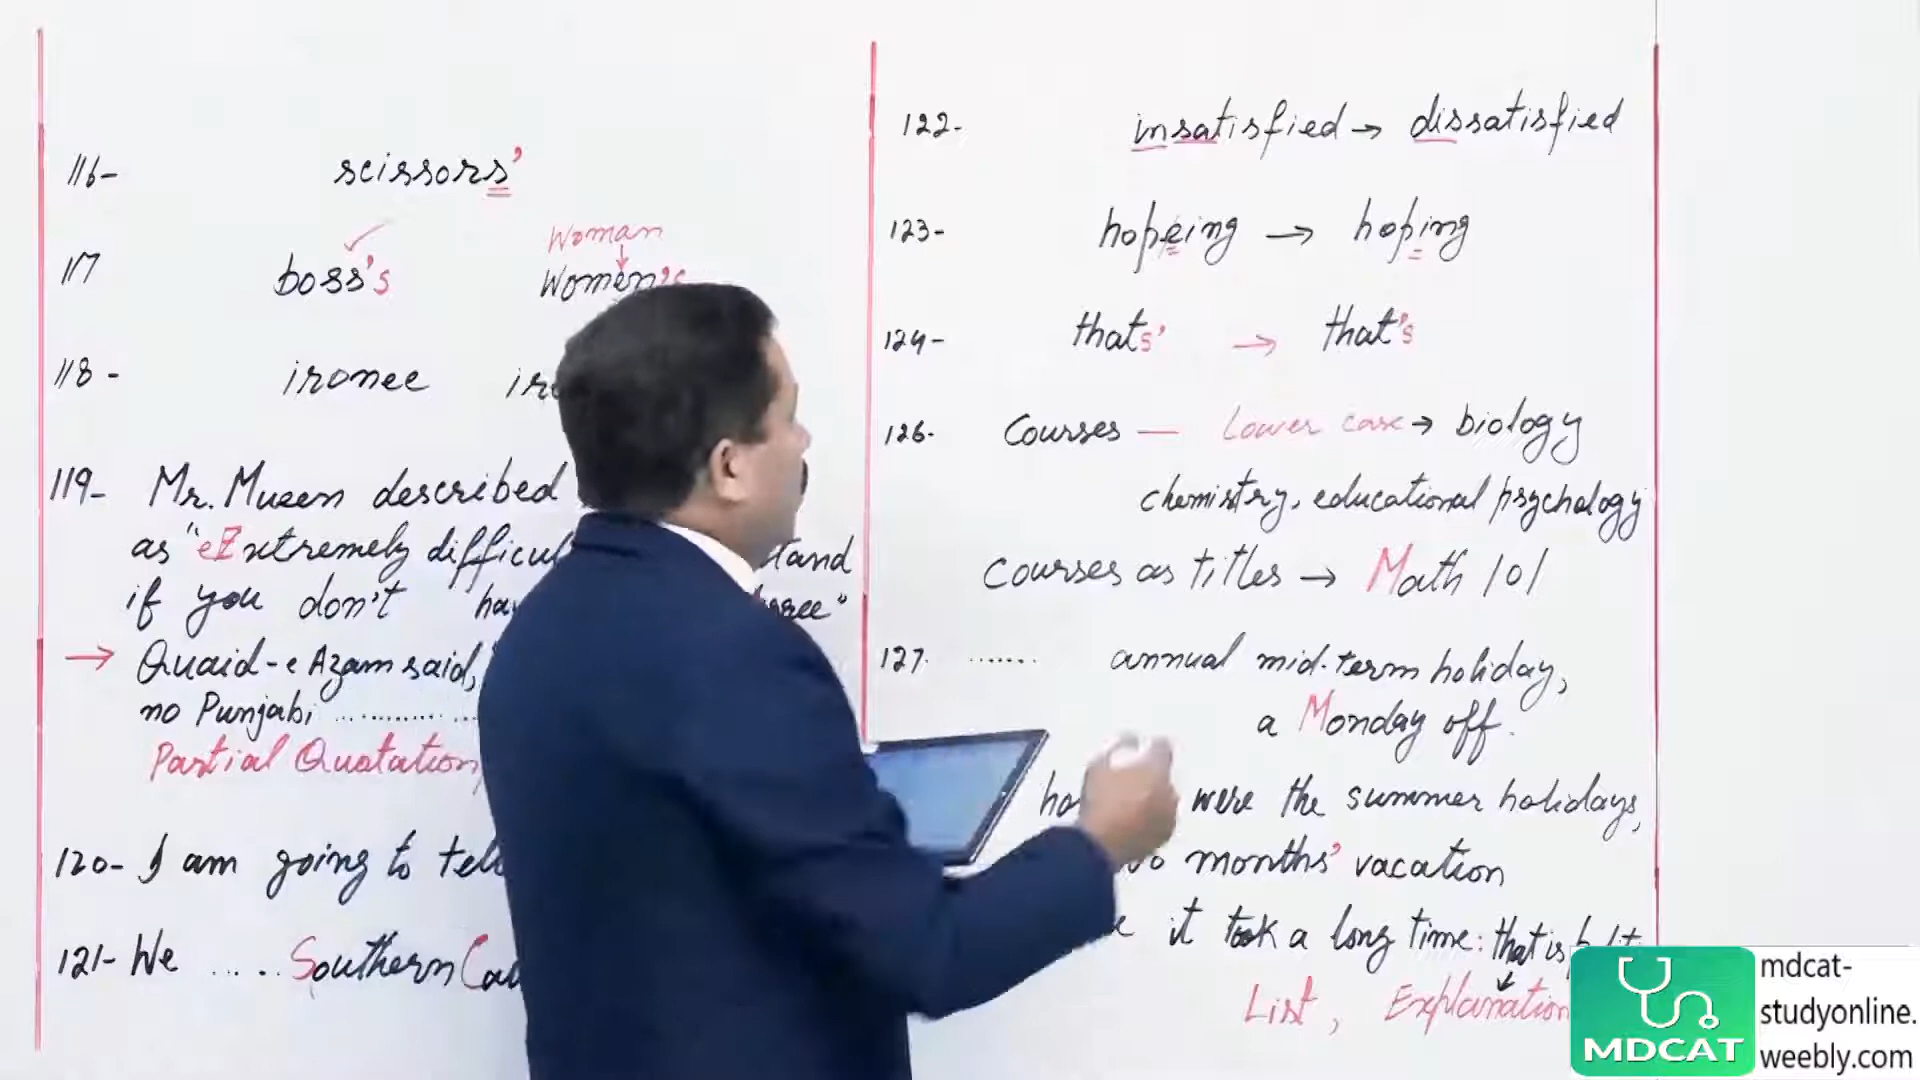 116- scissors'
Woman
117 boss's Women's
118- ironee
119- Mr. Mueen described
as "eExtremely difficul
if you don't
Quaid-e Azam said,
no Punjabi ............
Partial Quotation,
120- I am going to tell
121- We ..... Southern
122- insatisfied → dissatisfied
123- hopeing → hoping
124- thats' → that's
126- Courses — Lower case → biology
chemistry, educational psychology
Courses as titles → Math 101
127. ...... annual mid-term holiday,
a Monday off.
were the summer holidays,
months' vacation
it took a long time: that is
List, Explanation
MDCAT
mdcat-
studyonline.
weebly.com